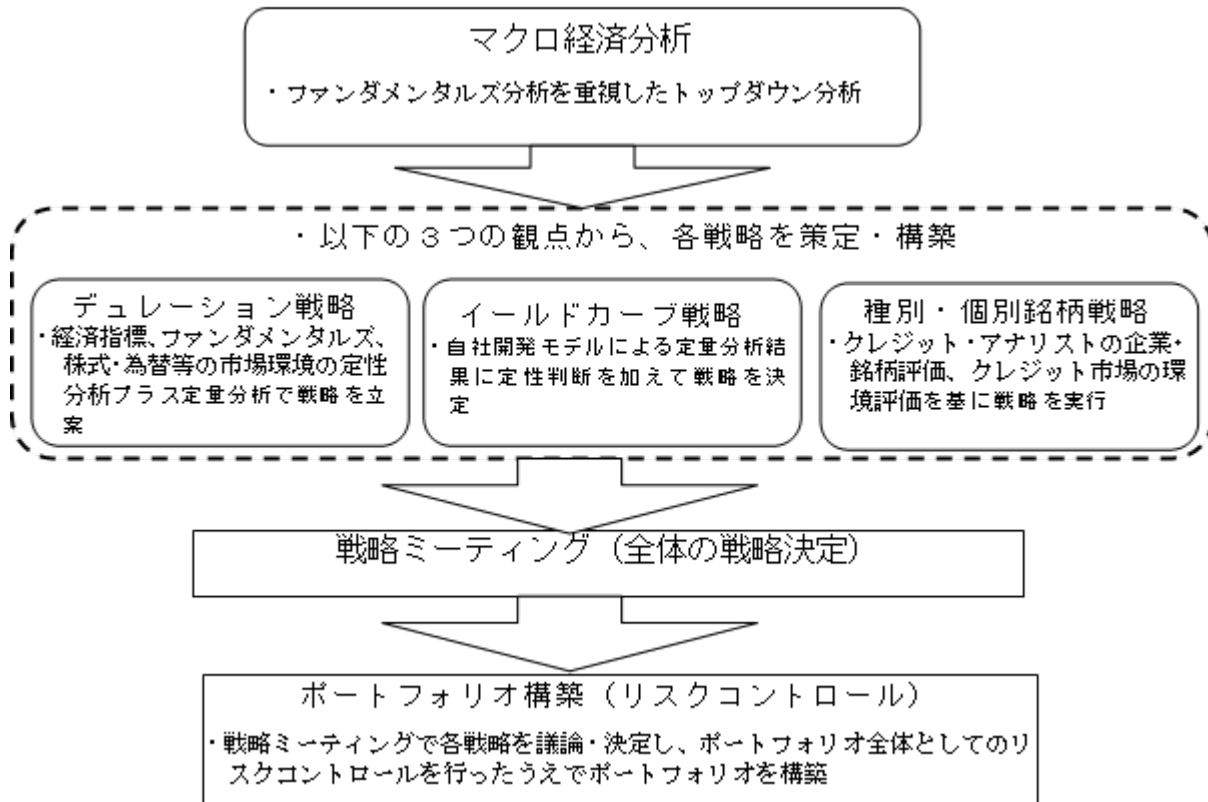 マクロ経済分析
・ファンダメンタルズ分析を重視したトップダウン分析
・以下の３つの観点から、各戦略を策定・構築
デュレーション戦略
・経済指標、ファンダメンタルズ、
株式・為替等の市場環境の定性
分析プラス定量分析で戦略を立
案
イールドカーブ戦略
・自社開発モデルによる定量分析結
果に定性判断を加えて戦略を決
定
種別・個別銘柄戦略
・クレジット・アナリストの企業・
銘柄評価、クレジット市場の環
境評価を基に戦略を実行
戦略ミーティング（全体の戦略決定）
ポートフォリオ構築（リスクコントロール）
・戦略ミーティングで各戦略を議論・決定し、ポートフォリオ全体としてのリ
スクコントロールを行ったうえでポートフォリオを構築